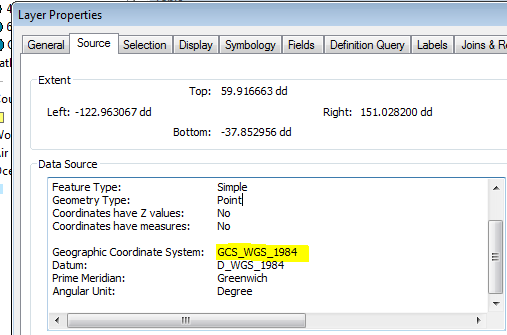 Layer Properties
General Source Selection Display Symbology Fields Definition Query Labels Joins & Re
Extent
Top: 59.916663 dd
Left: -122.963067 dd Right: 151.028200 dd
Bottom: -37.852956 dd
Data Source
Feature Type: Simple
Geometry Type: Point
Coordinates have Z values: No
Coordinates have measures: No
Geographic Coordinate System: GCS_WGS_1984
Datum: D_WGS_1984
Prime Meridian: Greenwich
Angular Unit: Degree